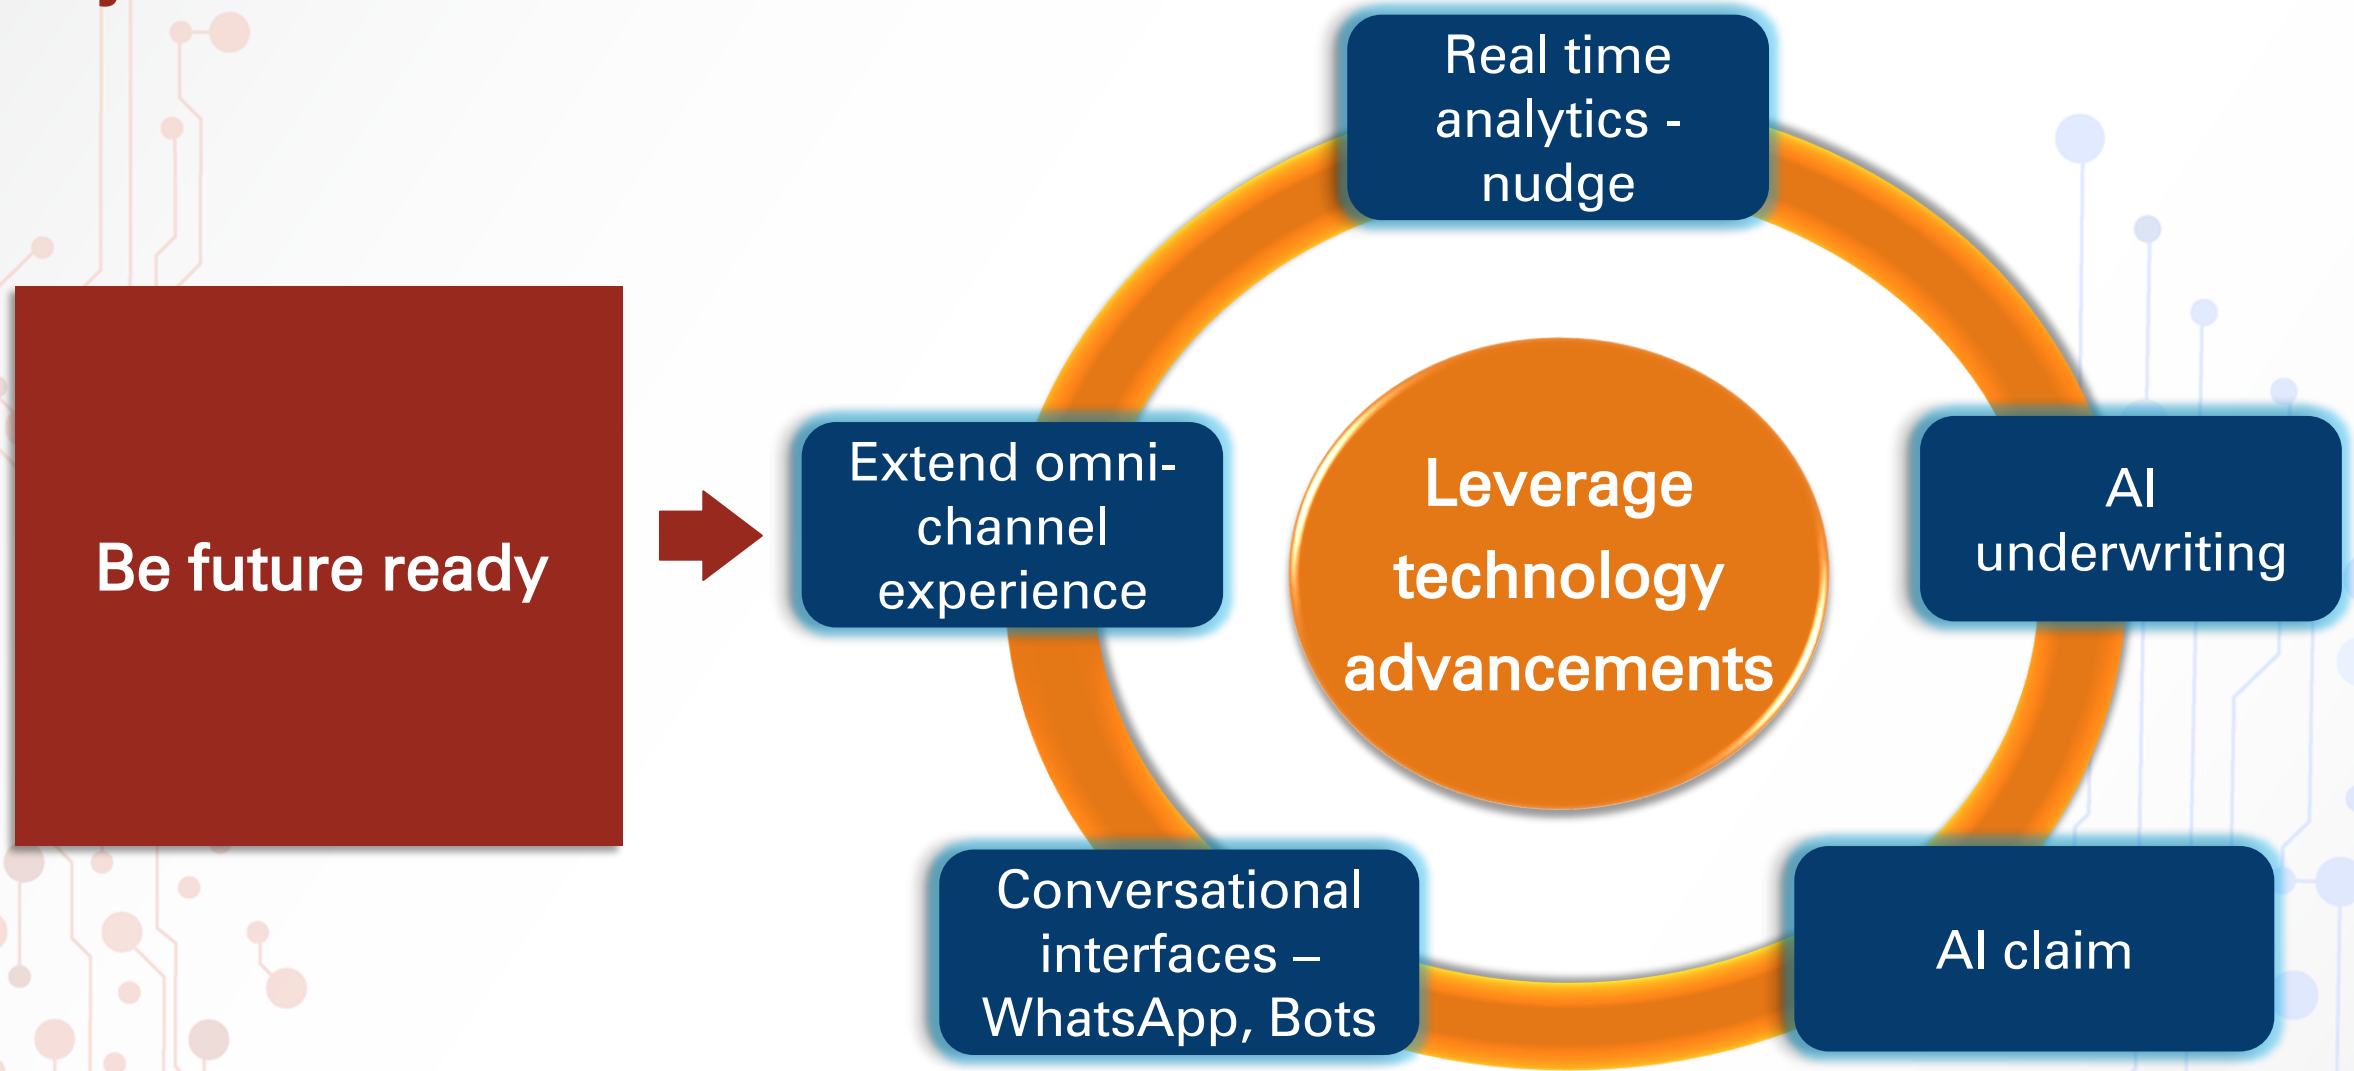 Be future ready
Real time
analytics -
nudge
Extend omni-
channel
experience
Leverage
technology
advancements
AI
underwriting
Conversational
interfaces –
WhatsApp, Bots
AI claim